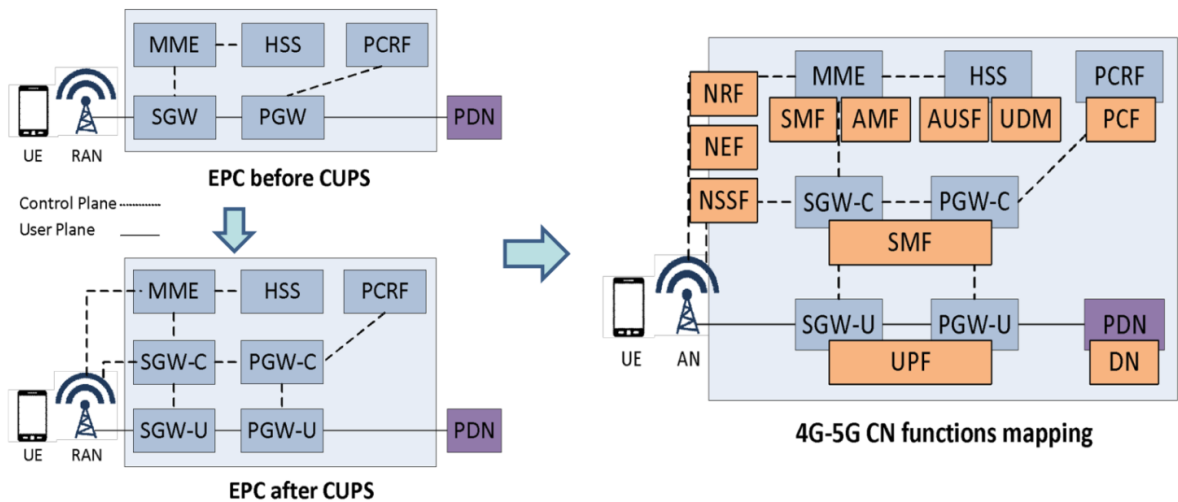 MME
HSS
PCRF
SGW
PGW
PDN
UE
RAN
EPC before CUPS
Control Plane
User Plane
MME
HSS
PCRF
SGW-C
PGW-C
SGW-U
PGW-U
PDN
UE
RAN
EPC after CUPS
NRF
MME
HSS
PCRF
SMF
AMF
AUSF
UDM
PCF
NEF
NSSF
SGW-C
PGW-C
SMF
SGW-U
PGW-U
PDN
UPF
DN
UE
AN
4G-5G CN functions mapping